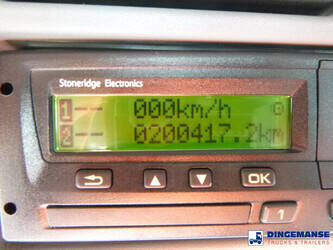 Stoneridge Electronics
1-- 000km/h
2-- 0200417.2km
OK
1
DINGEMANSE
TRUCKS & TRAILERS